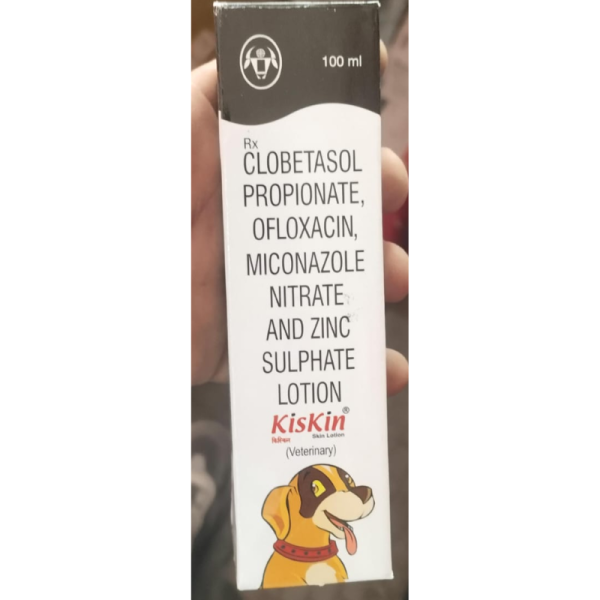 100 ml
Rx
CLOBETASOL
PROPIONATE,
OFLOXACIN,
MICONAZOLE
NITRATE
AND ZINC
SULPHATE
LOTION
KisKin®
Skin Lotion
(Veterinary)